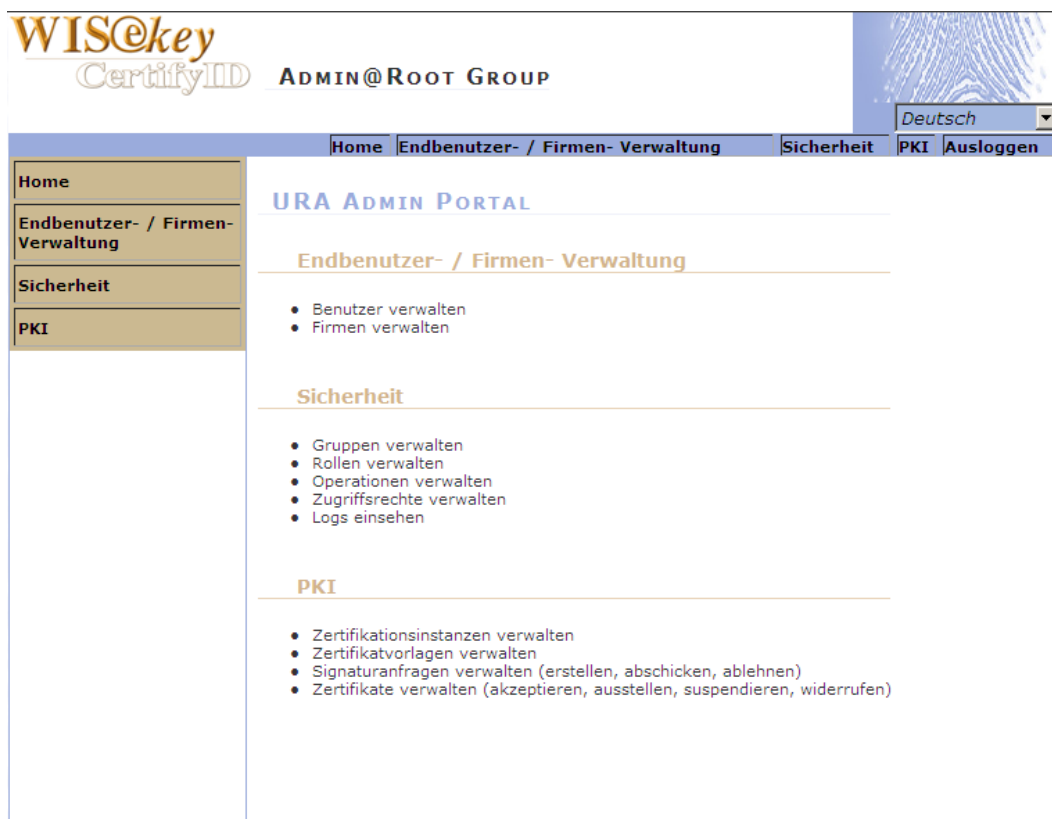 WIS@key
CertifyID
ADMIN@ROOT GROUP
Deutsch
Home Endbenutzer- / Firmen- Verwaltung Sicherheit PKI Ausloggen
Home
Endbenutzer- / Firmen-
Verwaltung
Sicherheit
PKI
URA ADMIN PORTAL
Endbenutzer- / Firmen- Verwaltung
• Benutzer verwalten
• Firmen verwalten
Sicherheit
• Gruppen verwalten
• Rollen verwalten
• Operationen verwalten
• Zugriffsrechte verwalten
• Logs einsehen
PKI
• Zertifikationsinstanzen verwalten
• Zertifikatvorlagen verwalten
• Signaturanfragen verwalten (erstellen, abschicken, ablehnen)
• Zertifikate verwalten (akzeptieren, ausstellen, suspendieren, widerrufen)